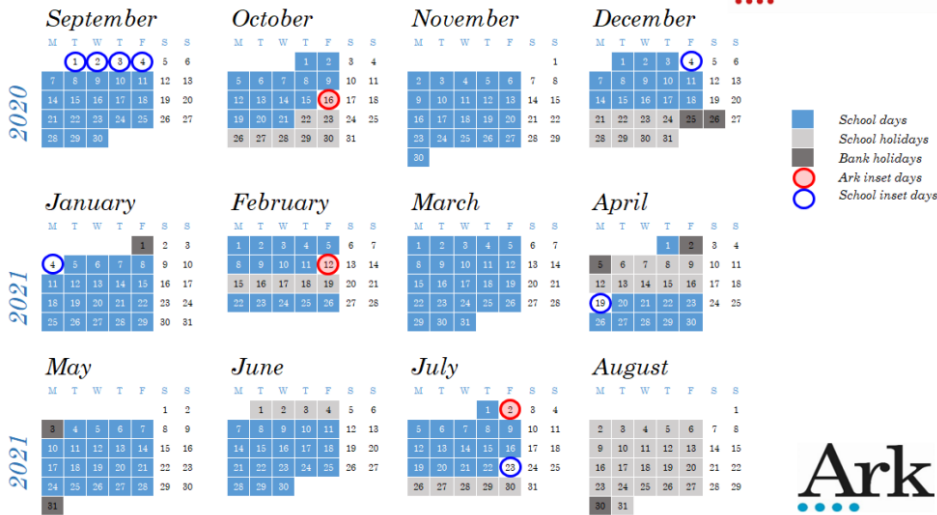 September October November December
M T W T F S S M T W T F S S M T W T F S S M T W T F S S
1 2 3 4 5 6 1 2 3 4 1 1 2 3 4 5 6
7 8 9 10 11 12 13 5 6 7 8 9 10 11 2 3 4 5 6 7 8 7 8 9 10 11 12 13
2020
14 15 16 17 18 19 20 12 13 14 15 16 17 18 9 10 11 12 13 14 15 14 15 16 17 18 19 20
21 22 23 24 25 26 27 19 20 21 22 23 24 25 16 17 18 19 20 21 22 21 22 23 24 25 26 27
28 29 30 26 27 28 29 30 31 23 24 25 26 27 28 29 28 29 30 31
30
School days
School holidays
Bank holidays
Ark inset days
School inset days
January February March April
M T W T F S S M T W T F S S M T W T F S S M T W T F S S
1 2 3 1 2 3 4 5 6 7 1 2 3 4 5 6 7 1 2 3 4
4 5 6 7 8 9 10 8 9 10 11 12 13 14 8 9 10 11 12 13 14 5 6 7 8 9 10 11
2021
11 12 13 14 15 16 17 15 16 17 18 19 20 21 15 16 17 18 19 20 21 12 13 14 15 16 17 18
18 19 20 21 22 23 24 22 23 24 25 26 27 28 22 23 24 25 26 27 28 19 20 21 22 23 24 25
25 26 27 28 29 30 31 29 30 31 26 27 28 29 30
May June July August
M T W T F S S M T W T F S S M T W T F S S M T W T F S S
1 2 1 2 3 4 5 6 1 2 3 4 1
3 4 5 6 7 8 9 7 8 9 10 11 12 13 5 6 7 8 9 10 11 2 3 4 5 6 7 8
2021
10 11 12 13 14 15 16 14 15 16 17 18 19 20 12 13 14 15 16 17 18 9 10 11 12 13 14 15
17 18 19 20 21 22 23 21 22 23 24 25 26 27 19 20 21 22 23 24 25 16 17 18 19 20 21 22
24 25 26 27 28 29 30 28 29 30 26 27 28 29 30 31 23 24 25 26 27 28 29
31 30 31
Ark